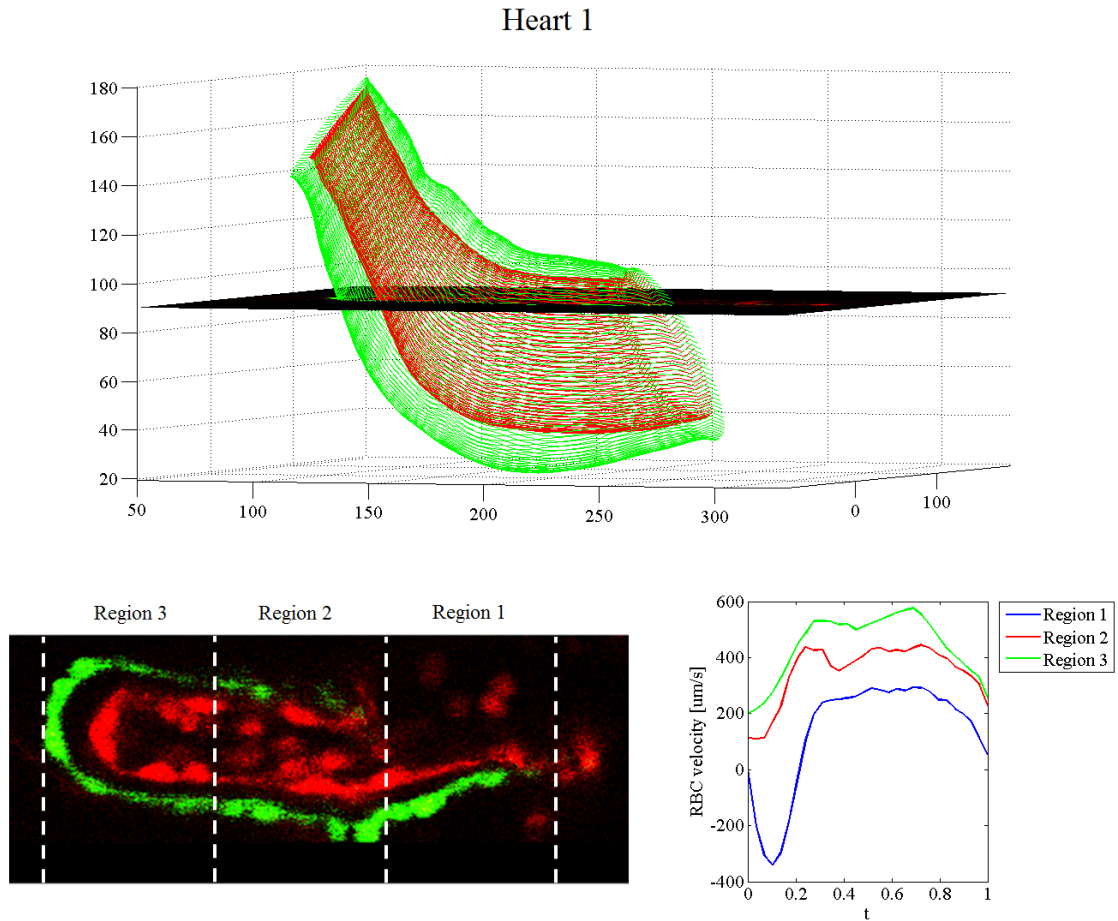 Heart 1
180
160
140
120
100
80
60
40
20
50 100 150 200 250 300 0 100
Region 3 Region 2 Region 1
600
400
200
0
-200
-400
RBC velocity [um/s]
0 0.2 0.4 0.6 0.8 1
t
Region 1
Region 2
Region 3